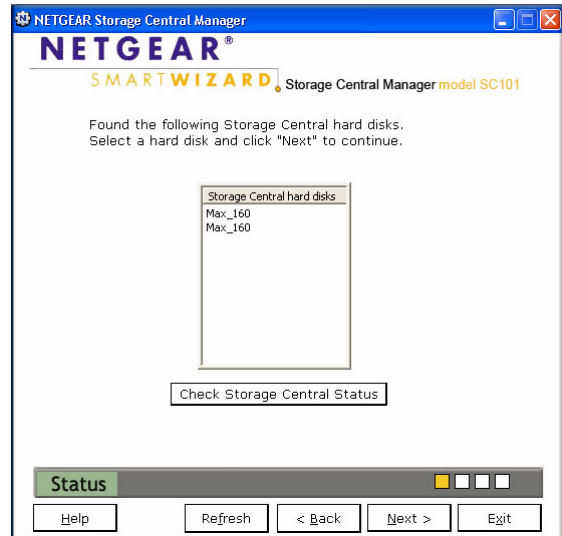 NETGEAR Storage Central Manager
NETGEAR®
SMARTWIZARD Storage Central Manager model SC101
Found the following Storage Central hard disks.
Select a hard disk and click "Next" to continue.
Storage Central hard disks
Max_160
Max_160
Check Storage Central Status
Status
Help Refresh < Back Next > Exit